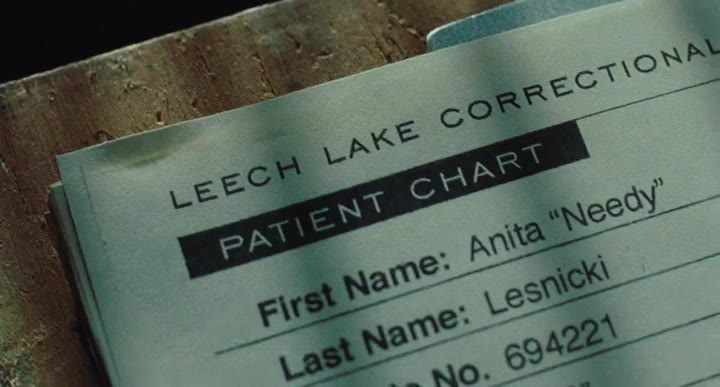 LEECH LAKE CORRECTIONAL
PATIENT CHART
First Name: Anita "Needy"
Last Name: Lesnicki
No. 694221